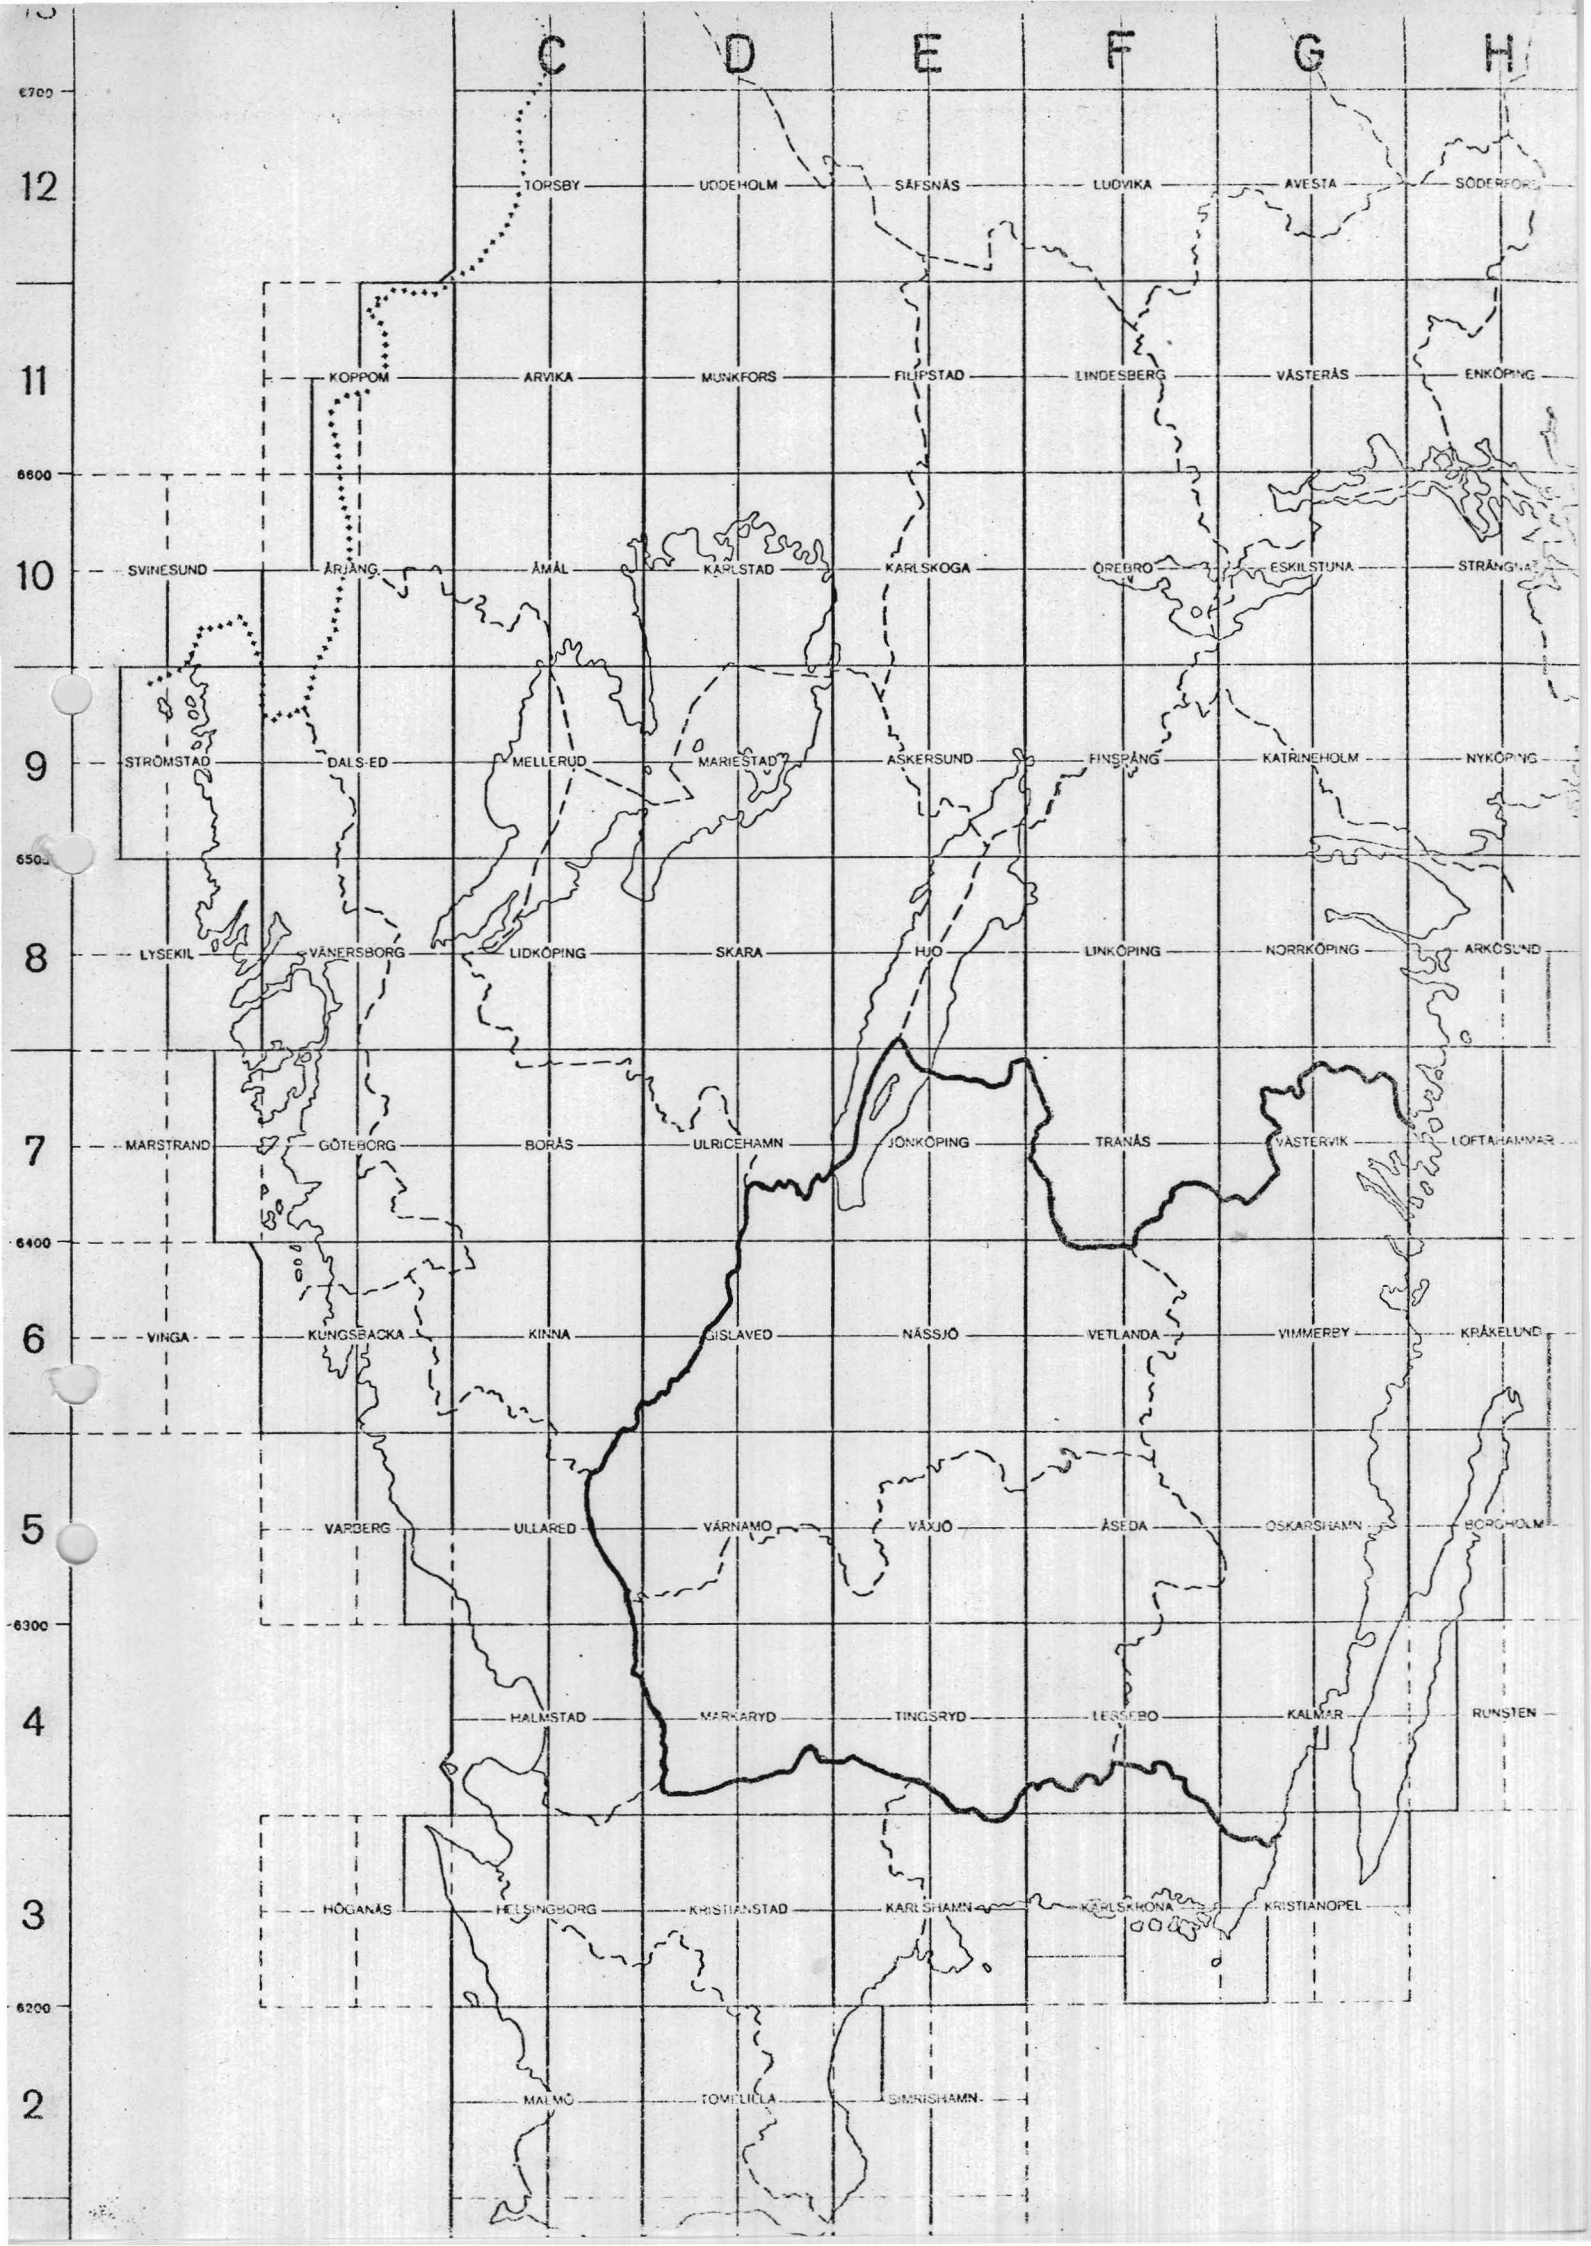 C D E F G H
6700
12 TORSBY UDDEHOLM SÄFSNÄS LUDVIKA AVESTA SÖDERFORS
11 KOPPOM ARVIKA MUNKFORS FILIPSTAD LINDESBERG VÄSTERÅS ENKÖPING
6600
10 SVINESUND ÅRJÄNG ÅMÅL KARLSTAD KARLSKOGA ÖREBRO ESKILSTUNA STRÄNGNÄS
9 STRÖMSTAD DALS-ED MELLERUD MARIESTAD ASKERSUND FINSPÅNG KATRINEHOLM NYKÖPING
8 LYSEKIL VÄNERSBORG LIDKÖPING SKARA HJO LINKÖPING NORRKÖPING ARKÖSUND
7 MARSTRAND GÖTEBORG BORÅS ULRICEHAMN JÖNKÖPING TRANÅS VÄSTERVIK LOFTAHAMMAR
6400
6 VINGA KUNGSBACKA KINNA GISLAVED NÄSSJÖ VETLANDA VIMMERBY KRÅKELUND
5 VARBERG ULLARED VÄRNAMO VÄXJÖ ÅSEDA OSKARSHAMN BORGHOLM
6300
4 HALMSTAD MARKARYD TINGSRYD LESSEBO KALMAR RUNSTEN
3 HÖGANÄS HELSINGBORG KRISTIANSTAD KARLSHAMN KARLSKRONA KRISTIANOPEL
6200
2 MALMÖ TOMELILLA SIMRISHAMN